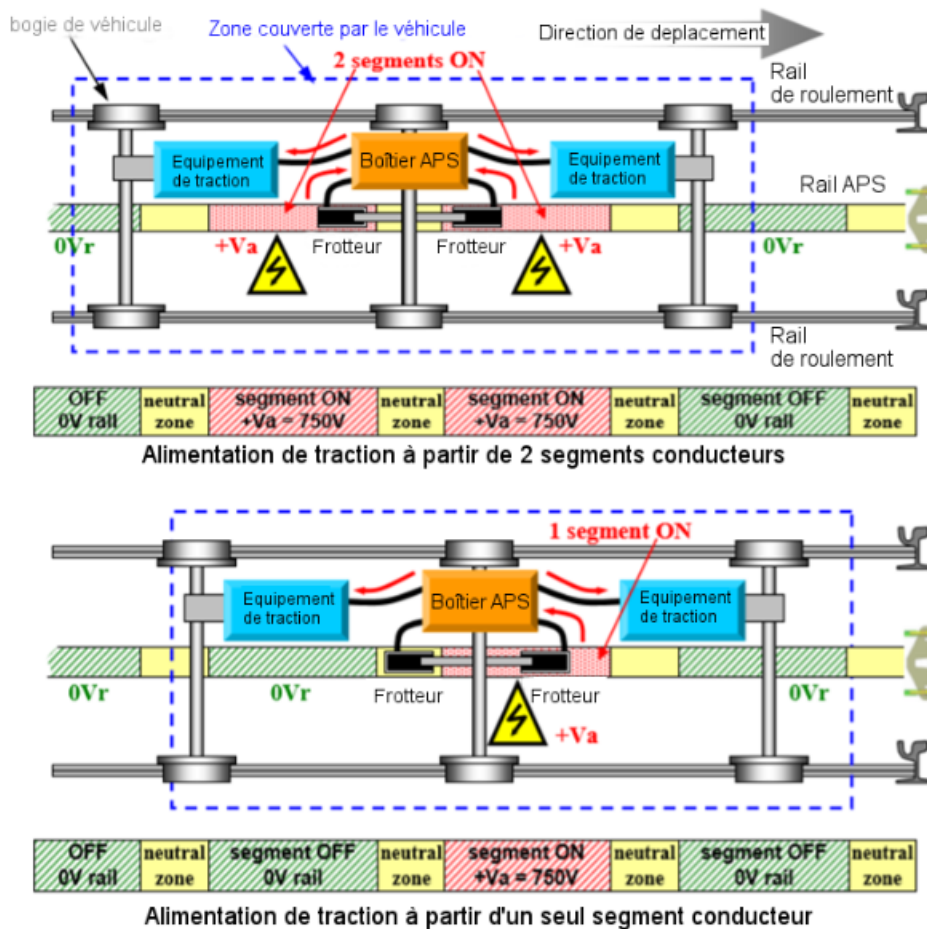 bogie de véhicule
Zone couverte par le véhicule
Direction de deplacement
2 segments ON
Rail
de roulement
Equipement
de traction
Boîtier APS
Equipement
de traction
Rail APS
0Vr
+Va
Frotteur
Frotteur
+Va
0Vr
Rail
de roulement
OFF
0V rail
neutral
zone
segment ON
+Va = 750V
neutral
zone
segment ON
+Va = 750V
neutral
zone
segment OFF
0V rail
neutral
zone
Alimentation de traction à partir de 2 segments conducteurs
1 segment ON
Equipement
de traction
Boîtier APS
Equipement
de traction
0Vr
0Vr
Frotteur
Frotteur
0Vr
+Va
OFF
0V rail
neutral
zone
segment OFF
0V rail
neutral
zone
segment ON
+Va = 750V
neutral
zone
segment OFF
0V rail
neutral
zone
Alimentation de traction à partir d'un seul segment conducteur